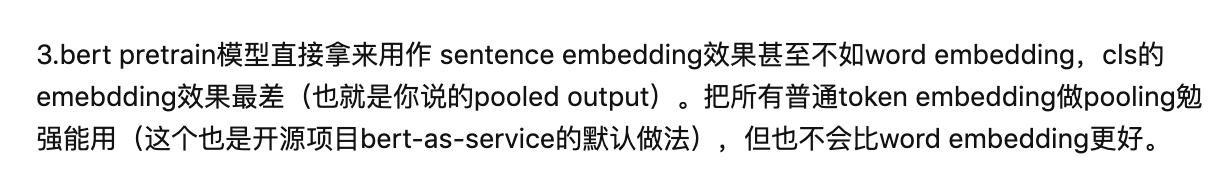 3.bert pretrain模型直接拿来用作 sentence embedding效果甚至不如word embedding，cls的
emebdding效果最差（也就是你说的pooled output）。把所有普通token embedding做pooling勉
强能用（这个也是开源项目bert-as-service的默认做法），但也不会比word embedding更好。